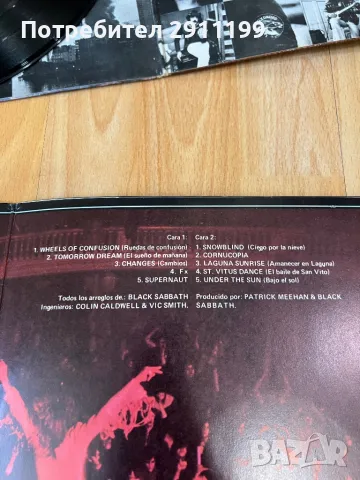 Потребител 2911199
Cara 1:
1. WHEELS OF CONFUSION (Ruedas de confusión)
2. TOMORROW DREAM (El sueño de mañana)
3. CHANGES (Cambios)
4. Fx
5. SUPERNAUT
Todos los arreglos de.: BLACK SABBATH
Ingenieros: COLIN CALDWELL & VIC SMITH.
Cara 2:
1. SNOWBLIND (Ciego por la nieve)
2. CORNUCOPIA
3. LAGUNA SUNRISE (Amanecer en Laguna)
4. ST. VITUS DANCE (El baile de San Vito)
5. UNDER THE SUN (Bajo el sol)
Producido por: PATRICK MEEHAN & BLACK
SABBATH.
BAZAR
bg